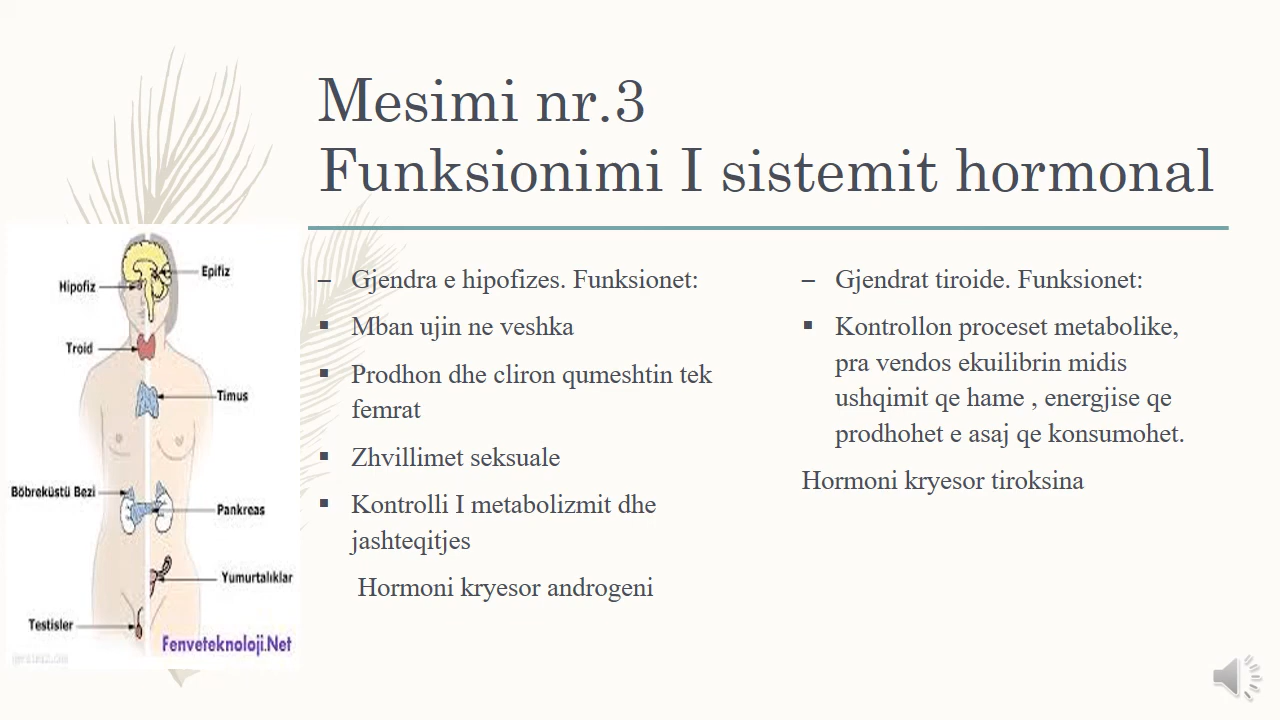 Mesimi nr.3
Funksionimi I sistemit hormonal
– Gjendra e hipofizes. Funksionet:
▪ Mban ujin ne veshka
▪ Prodhon dhe cliron qumeshtin tek
femrat
▪ Zhvillimet seksuale
▪ Kontrolli I metabolizmit dhe
jashteqitjes
Hormoni kryesor androgeni
– Gjendrat tiroide. Funksionet:
▪ Kontrollon proceset metabolike,
pra vendos ekuilibrin midis
ushqimit qe hame , energjise qe
prodhohet e asaj qe konsumohet.
Hormoni kryesor tiroksina
Epifiz
Hipofiz
Troid
Timus
Böbreküstü Bezi
Pankreas
Yumurtalıklar
Testisler
Fenveteknoloji.Net